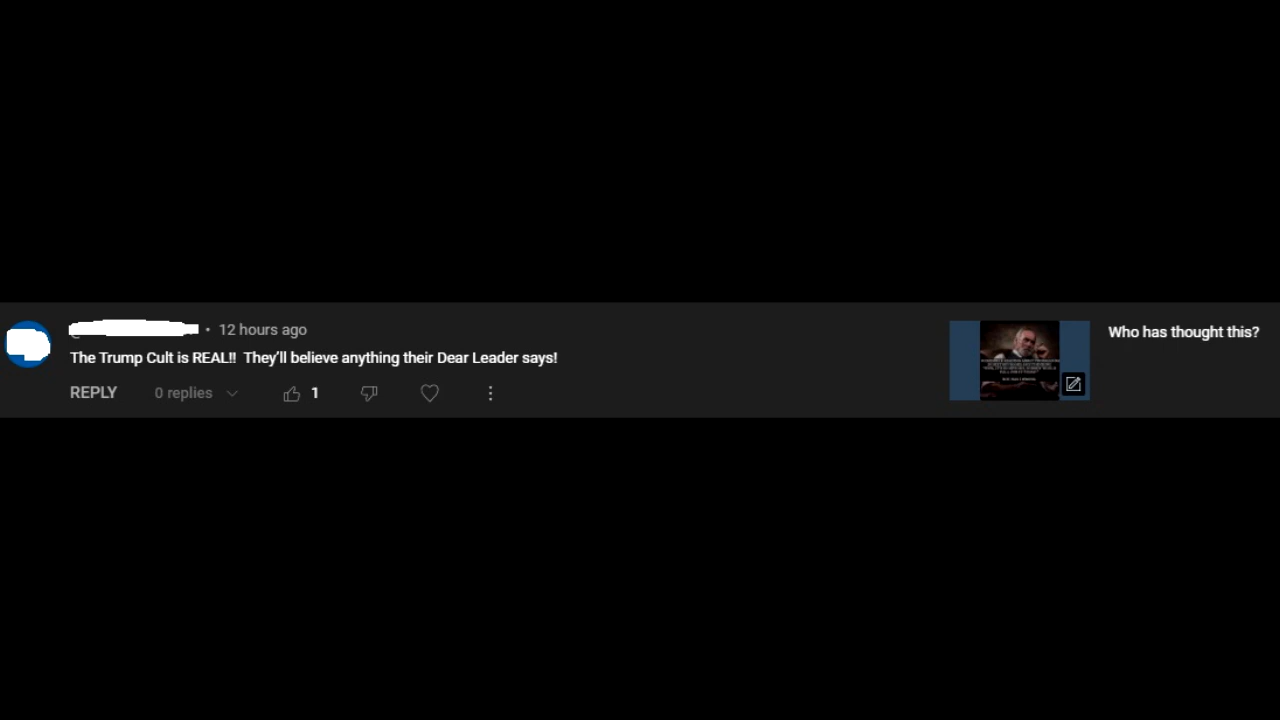 • 12 hours ago
The Trump Cult is REAL!! They'll believe anything their Dear Leader says!
REPLY 0 replies 1
Who has thought this?